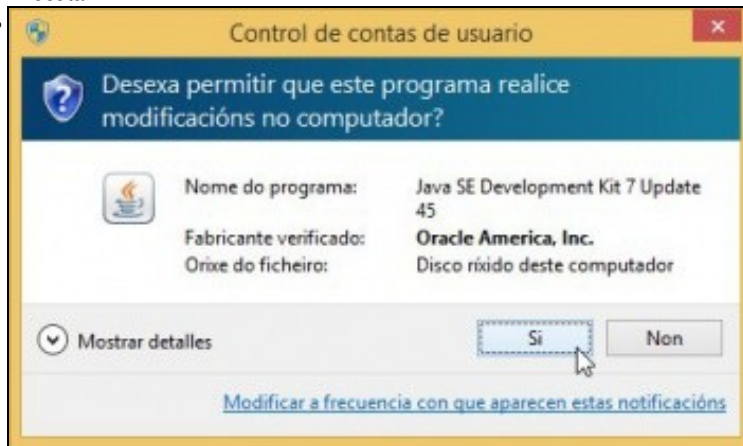 Control de contas de usuario
Desexa permitir que este programa realice
modificacións no computador?
Nome do programa: Java SE Development Kit 7 Update
45
Fabricante verificado: Oracle America, Inc.
Orixe do ficheiro: Disco ríxido deste computador
Mostrar detalles
Si Non
Modificar a frecuencia con que aparecen estas notificacións